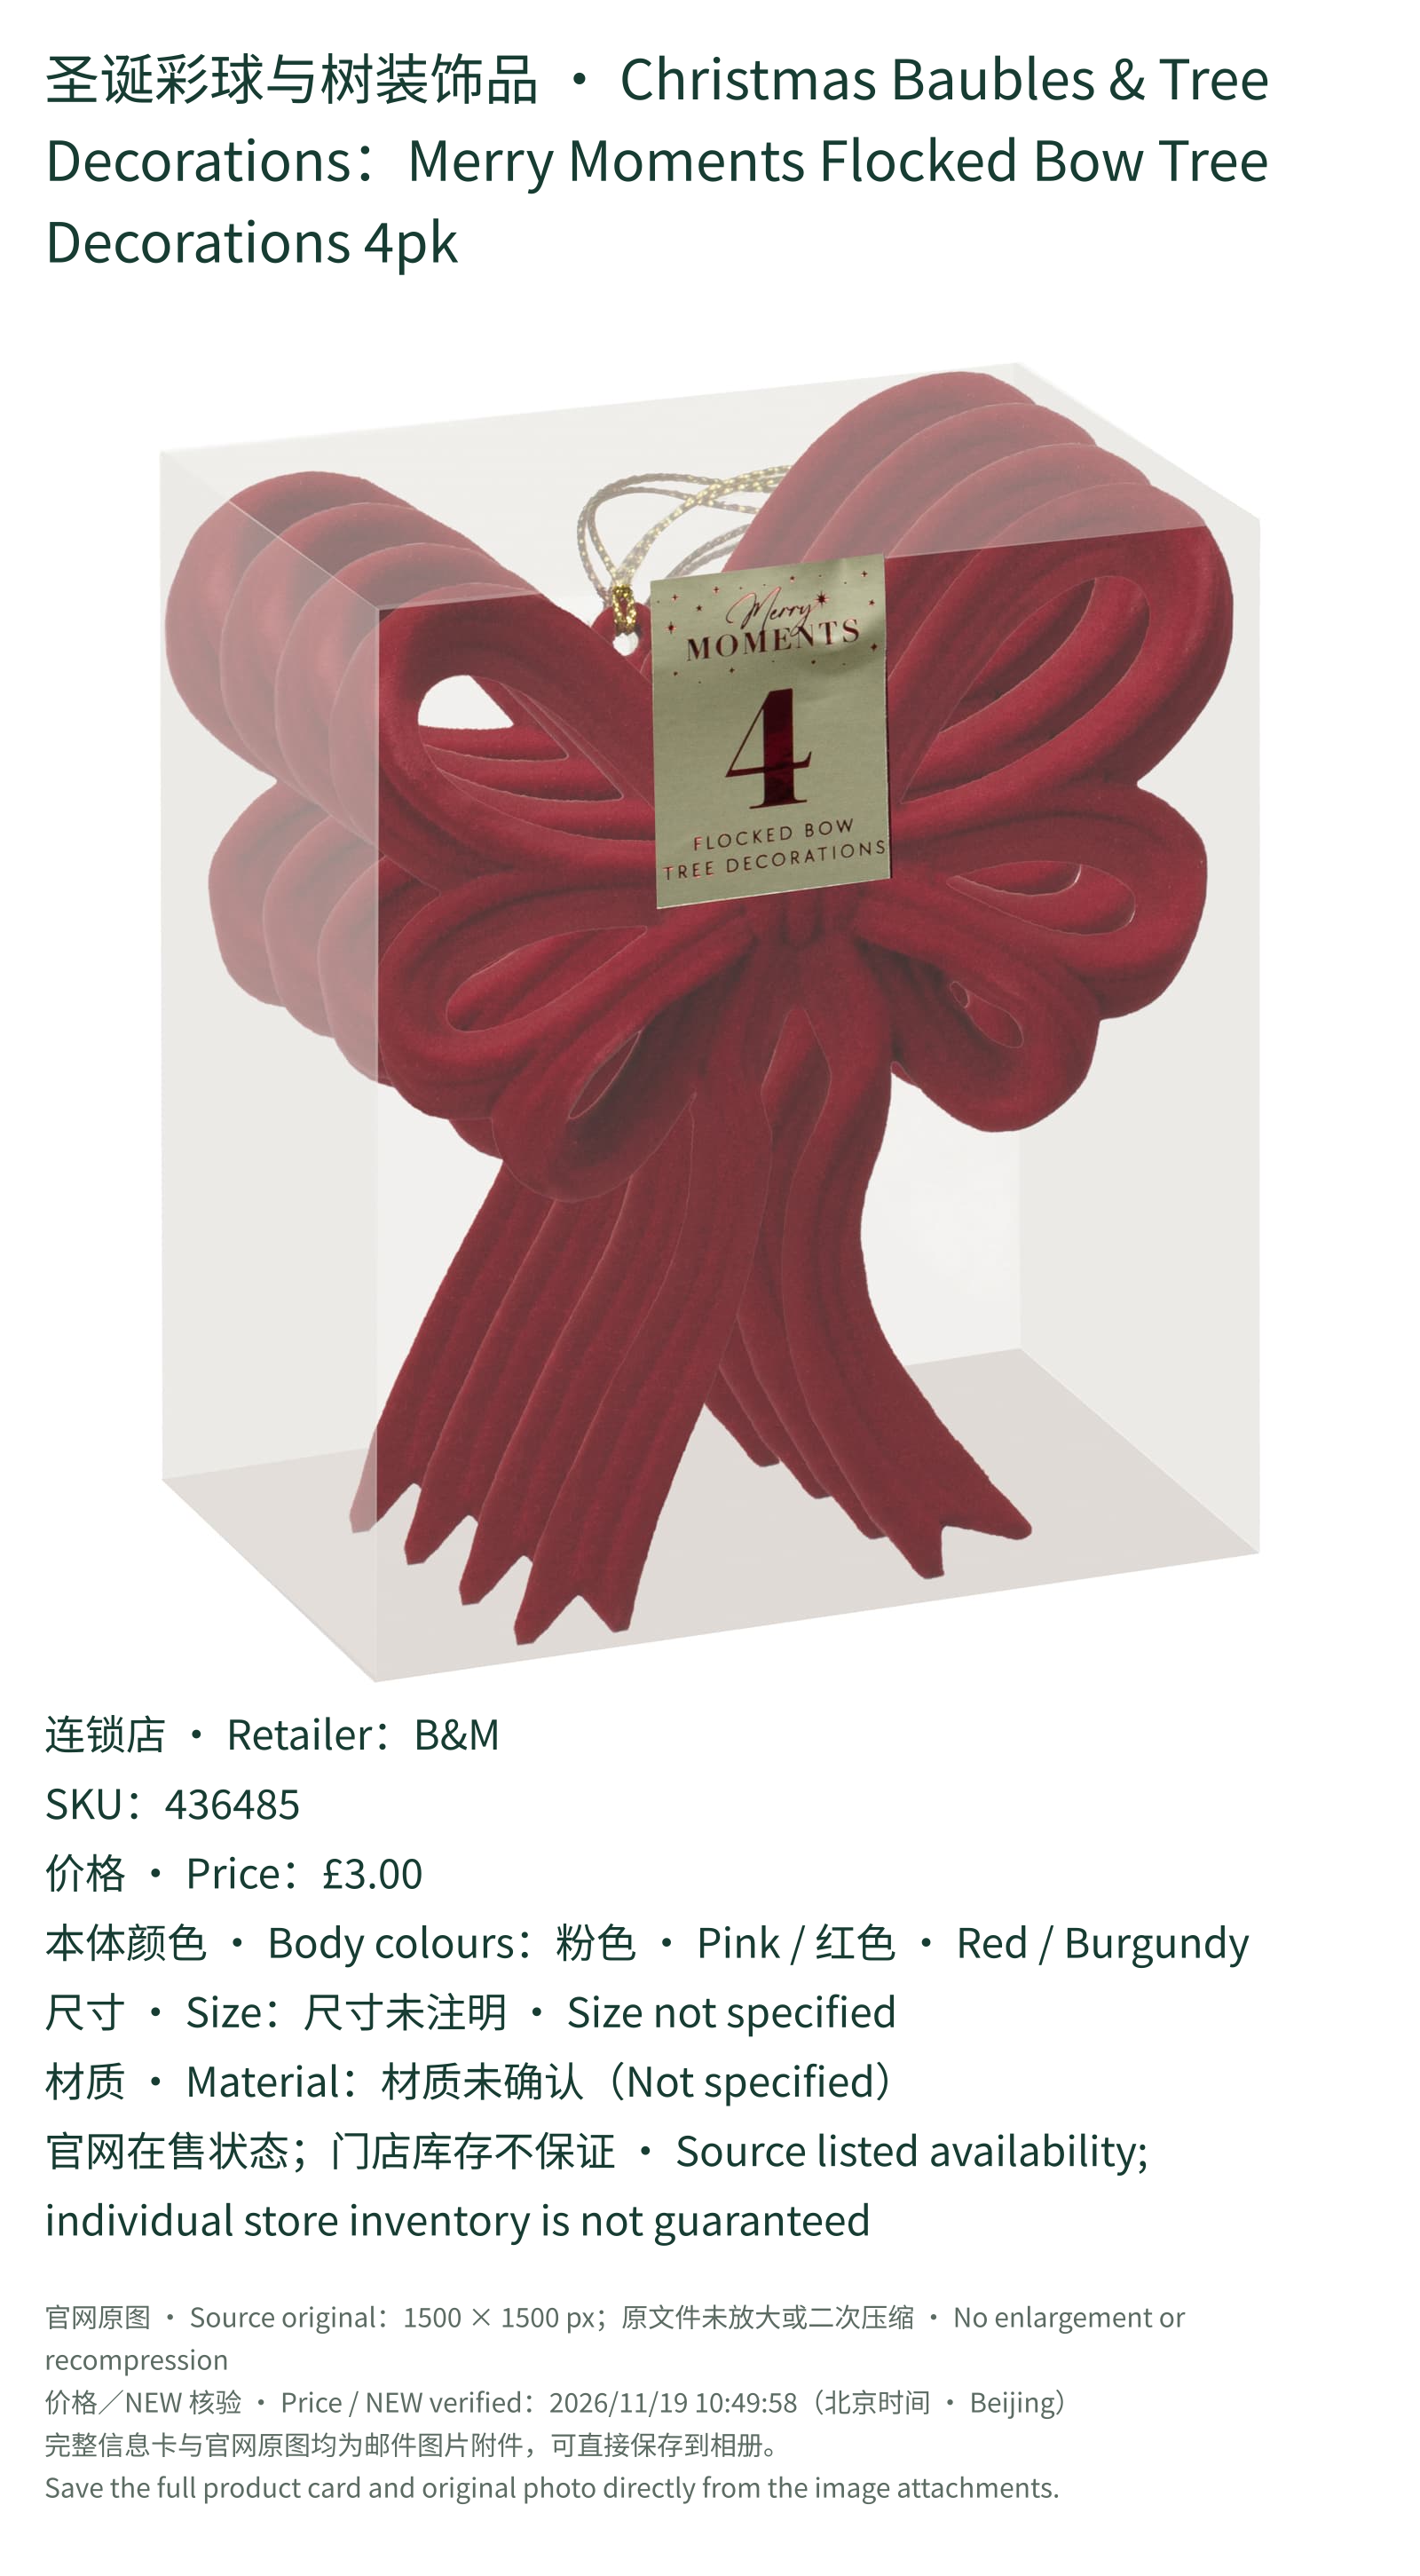 圣诞彩球与树装饰品 · Christmas Baubles & Tree
Decorations：Merry Moments Flocked Bow Tree
Decorations 4pk
Merry
MOMENTS
4
FLOCKED BOW
TREE DECORATIONS
连锁店 · Retailer：B&M
SKU：436485
价格 · Price：£3.00
本体颜色 · Body colours：粉色 · Pink / 红色 · Red / Burgundy
尺寸 · Size：尺寸未注明 · Size not specified
材质 · Material：材质未确认（Not specified）
官网在售状态；门店库存不保证 · Source listed availability;
individual store inventory is not guaranteed
官网原图 · Source original：1500 × 1500 px；原文件未放大或二次压缩 · No enlargement or
recompression
价格／NEW 核验 · Price / NEW verified：2026/11/19 10:49:58（北京时间 · Beijing）
完整信息卡与官网原图均为邮件图片附件，可直接保存到相册。
Save the full product card and original photo directly from the image attachments.